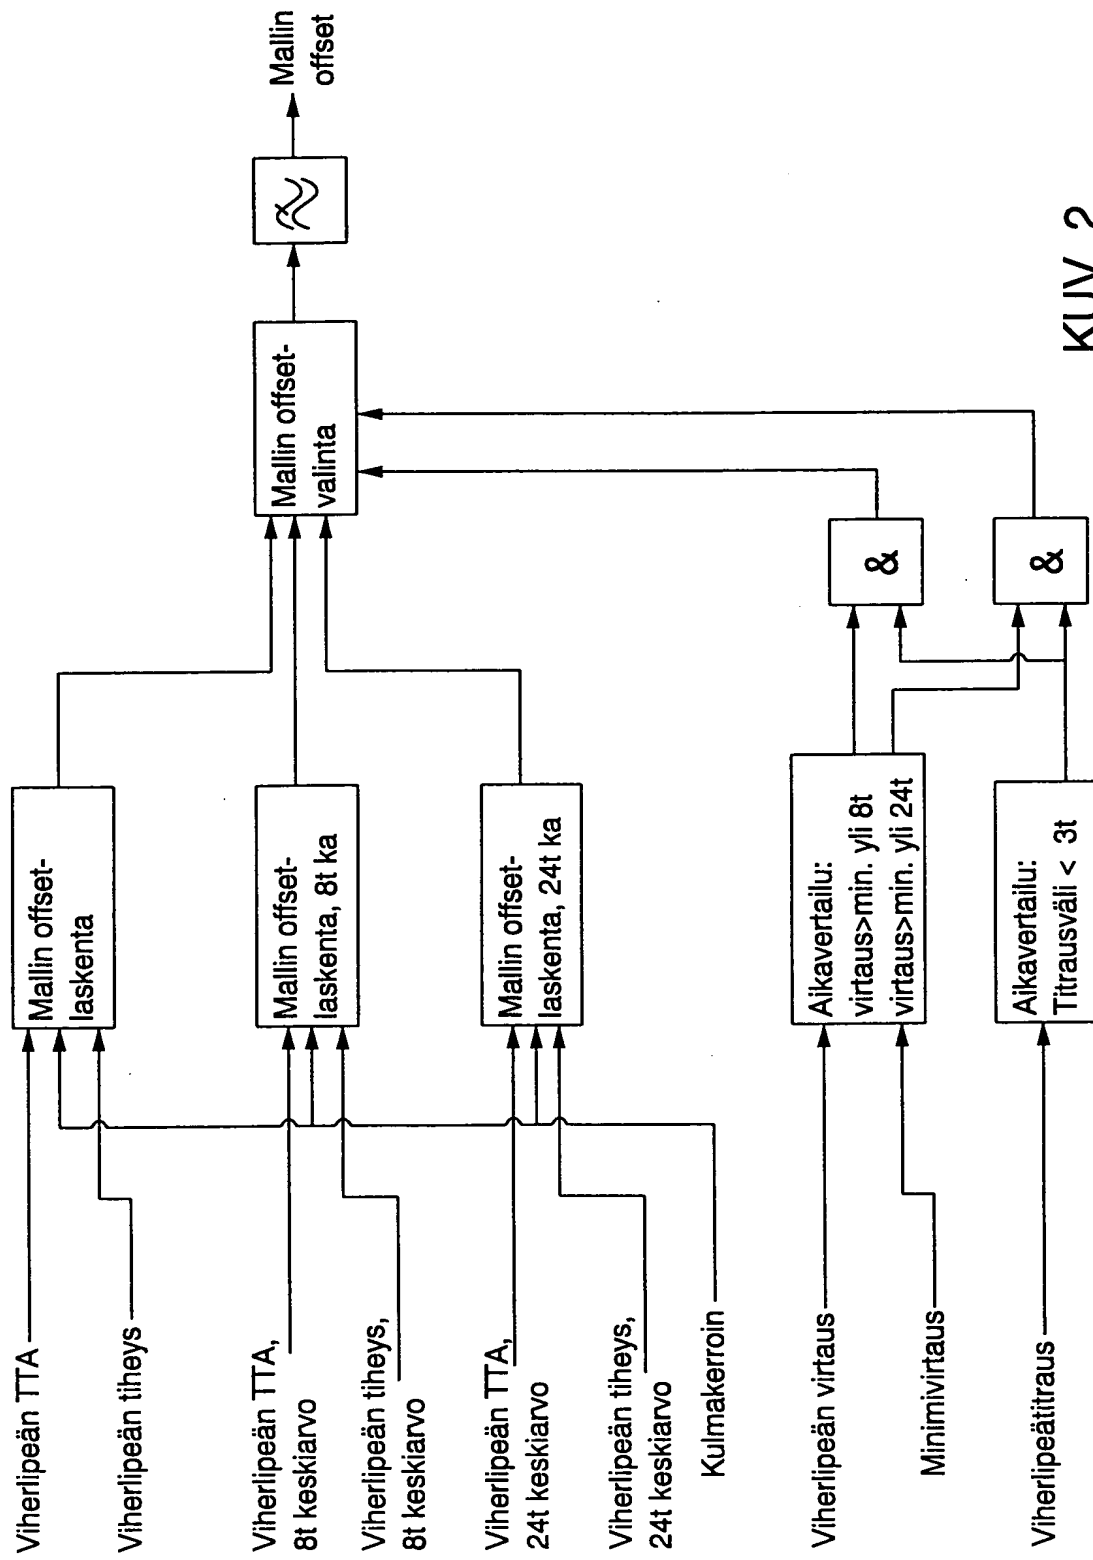 Viherlipeän TTA
Viherlipeän tiheys
Viherlipeän TTA,
8t keskiarvo
Viherlipeän tiheys,
8t keskiarvo
Viherlipeän TTA,
24t keskiarvo
Viherlipeän tiheys,
24t keskiarvo
Kulmakerroin
Viherlipeän virtaus
Minimivirtaus
Viherlipeätitraus
Mallin offset-
laskenta
Mallin offset-
laskenta, 8t ka
Mallin offset-
laskenta, 24t ka
Aikavertailu:
virtaus>min. yli 8t
virtaus>min. yli 24t
Aikavertailu:
Titrausväli < 3t
&
&
Mallin offset-
valinta
Mallin
offset
KUV. 2